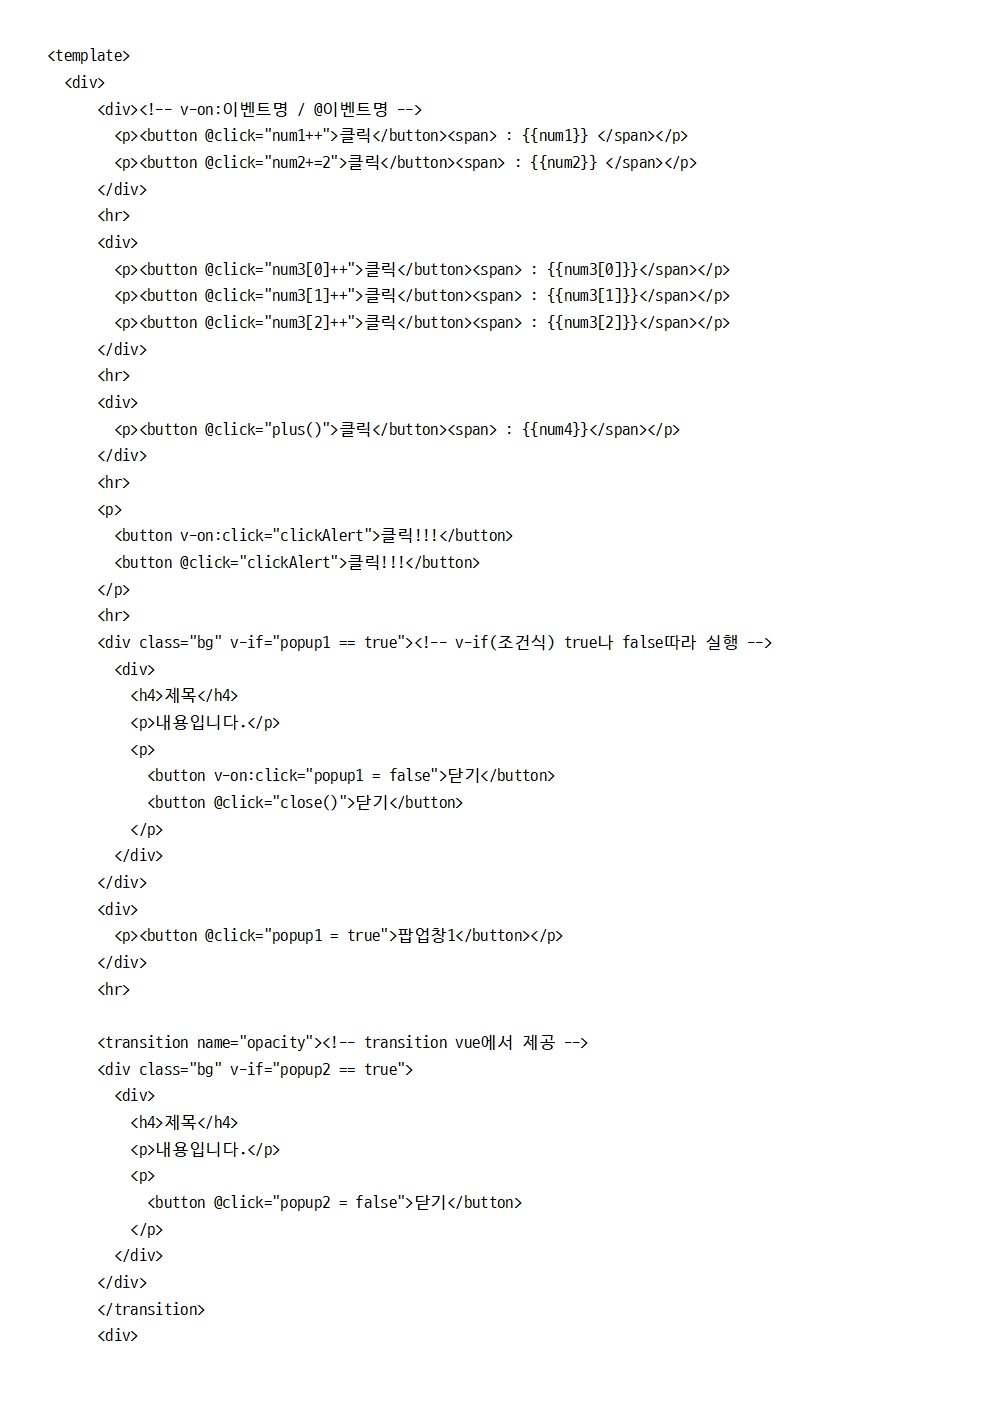 <template>
  <div>
      <div><!-- v-on:이벤트명 / @이벤트명 -->
        <p><button @click="num1++">클릭</button><span> : {{num1}} </span></p>
        <p><button @click="num2+=2">클릭</button><span> : {{num2}} </span></p>
      </div>
      <hr>
      <div>
        <p><button @click="num3[0]++">클릭</button><span> : {{num3[0]}}</span></p>
        <p><button @click="num3[1]++">클릭</button><span> : {{num3[1]}}</span></p>
        <p><button @click="num3[2]++">클릭</button><span> : {{num3[2]}}</span></p>
      </div>
      <hr>
      <div>
        <p><button @click="plus()">클릭</button><span> : {{num4}}</span></p>
      </div>
      <hr>
      <p>
        <button v-on:click="clickAlert">클릭!!!</button>
        <button @click="clickAlert">클릭!!!</button>
      </p>
      <hr>
      <div class="bg" v-if="popup1 == true"><!-- v-if(조건식) true나 false따라 실행 -->
        <div>
          <h4>제목</h4>
          <p>내용입니다.</p>
          <p>
            <button v-on:click="popup1 = false">닫기</button>
            <button @click="close()">닫기</button>
          </p>
        </div>
      </div>
      <div>
        <p><button @click="popup1 = true">팝업창1</button></p>
      </div>
      <hr>

      <transition name="opacity"><!-- transition vue에서 제공 -->
      <div class="bg" v-if="popup2 == true">
        <div>
          <h4>제목</h4>
          <p>내용입니다.</p>
          <p>
            <button @click="popup2 = false">닫기</button>
          </p>
        </div>
      </div>
      </transition>
      <div>